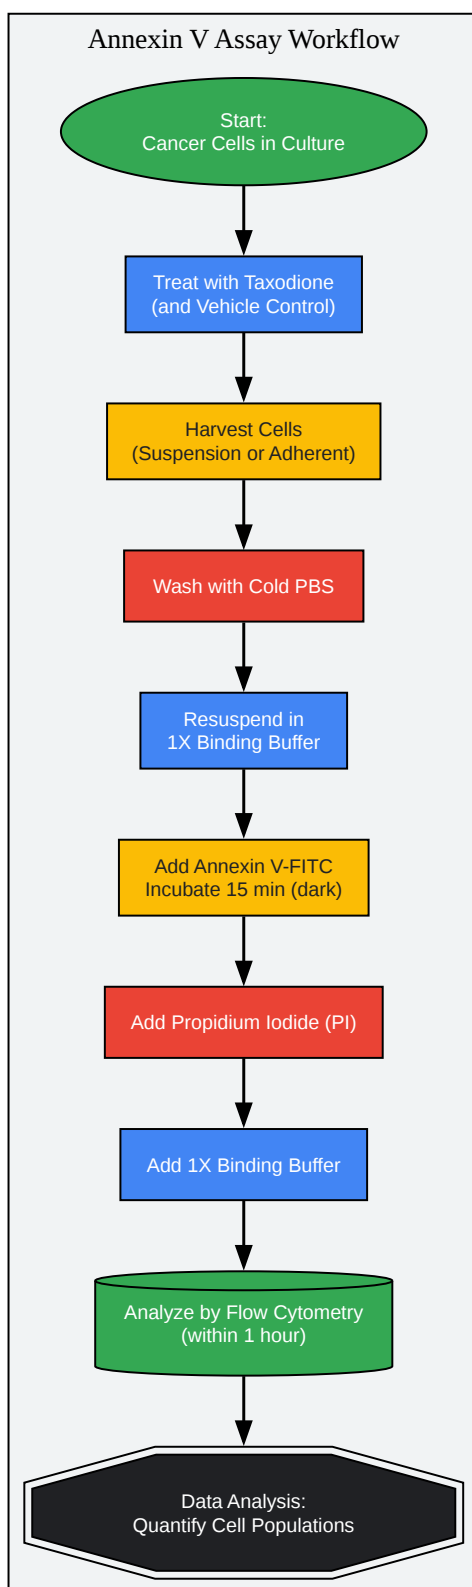 Annexin V Assay Workflow
Start:
Cancer Cells in Culture
Treat with Taxodione
(and Vehicle Control)
Harvest Cells
(Suspension or Adherent)
Wash with Cold PBS
Resuspend in
1X Binding Buffer
Add Annexin V-FITC
Incubate 15 min (dark)
Add Propidium Iodide (PI)
Add 1X Binding Buffer
Analyze by Flow Cytometry
(within 1 hour)
Data Analysis:
Quantify Cell Populations